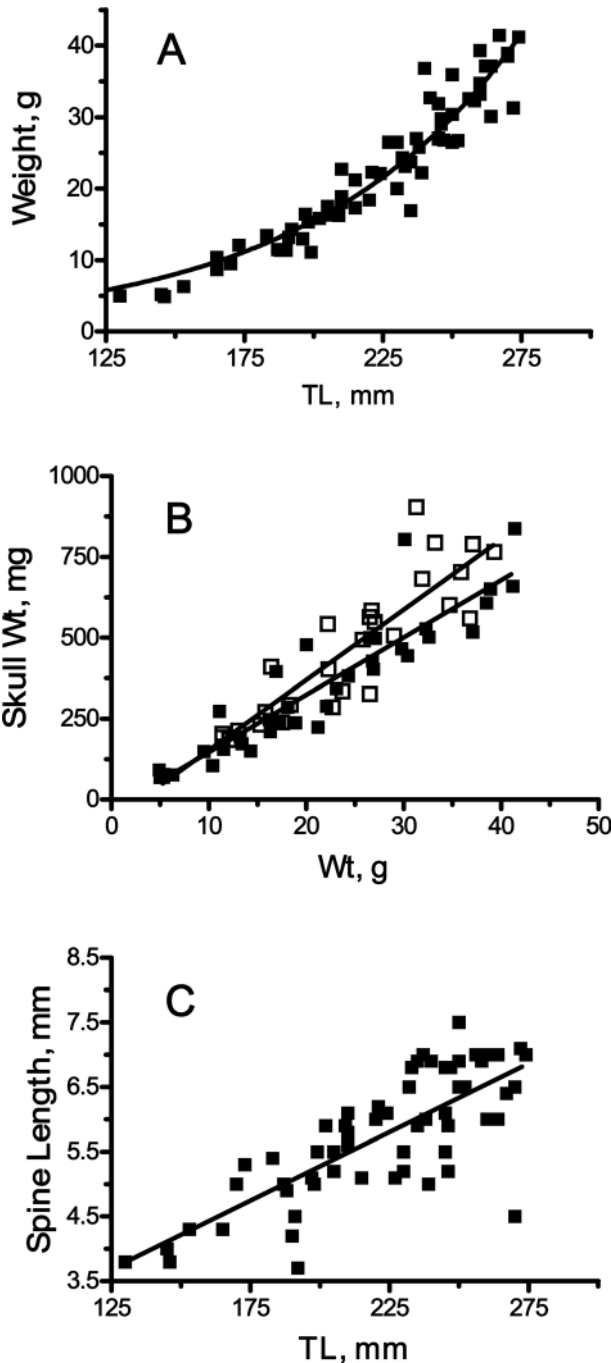 A
Weight, g
40
30
20
10
0
125 175 225 275
TL, mm
B
Skull Wt, mg
1000
750
500
250
0
0 10 20 30 40 50
Wt, g
C
Spine Length, mm
8.5
7.5
6.5
5.5
4.5
3.5
125 175 225 275
TL, mm